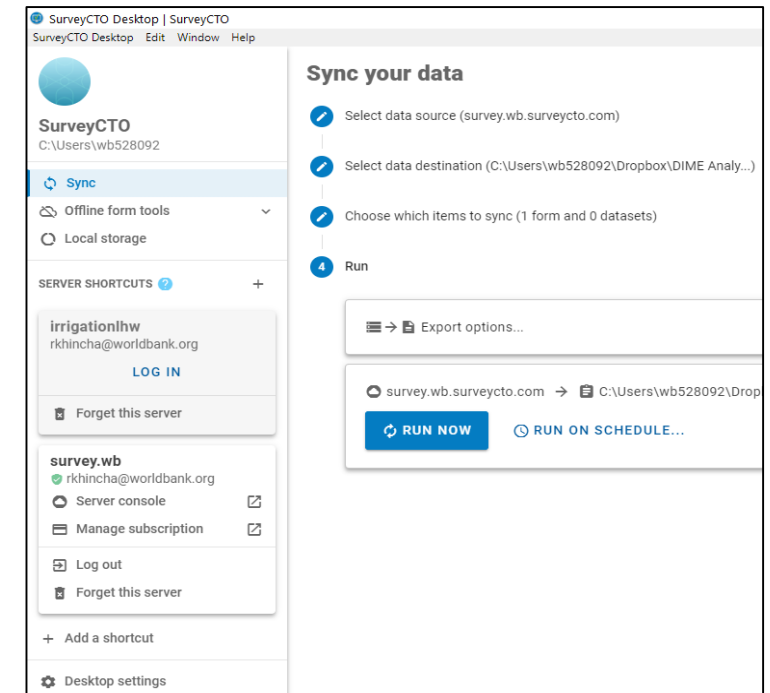 SurveyCTO Desktop | SurveyCTO
SurveyCTO Desktop Edit Window Help
SurveyCTO
C:\Users\wb528092
Sync
Offline form tools
Local storage
SERVER SHORTCUTS ?
+
irrigationlhw
rkhincha@worldbank.org
LOG IN
Forget this server
survey.wb
rkhincha@worldbank.org
Server console
Manage subscription
Log out
Forget this server
+ Add a shortcut
Desktop settings
Sync your data
Select data source (survey.wb.surveycto.com)
Select data destination (C:\Users\wb528092\Dropbox\DIME Analy...)
Choose which items to sync (1 form and 0 datasets)
4 Run
Export options...
survey.wb.surveycto.com → C:\Users\wb528092\Drop
RUN NOW
RUN ON SCHEDULE...